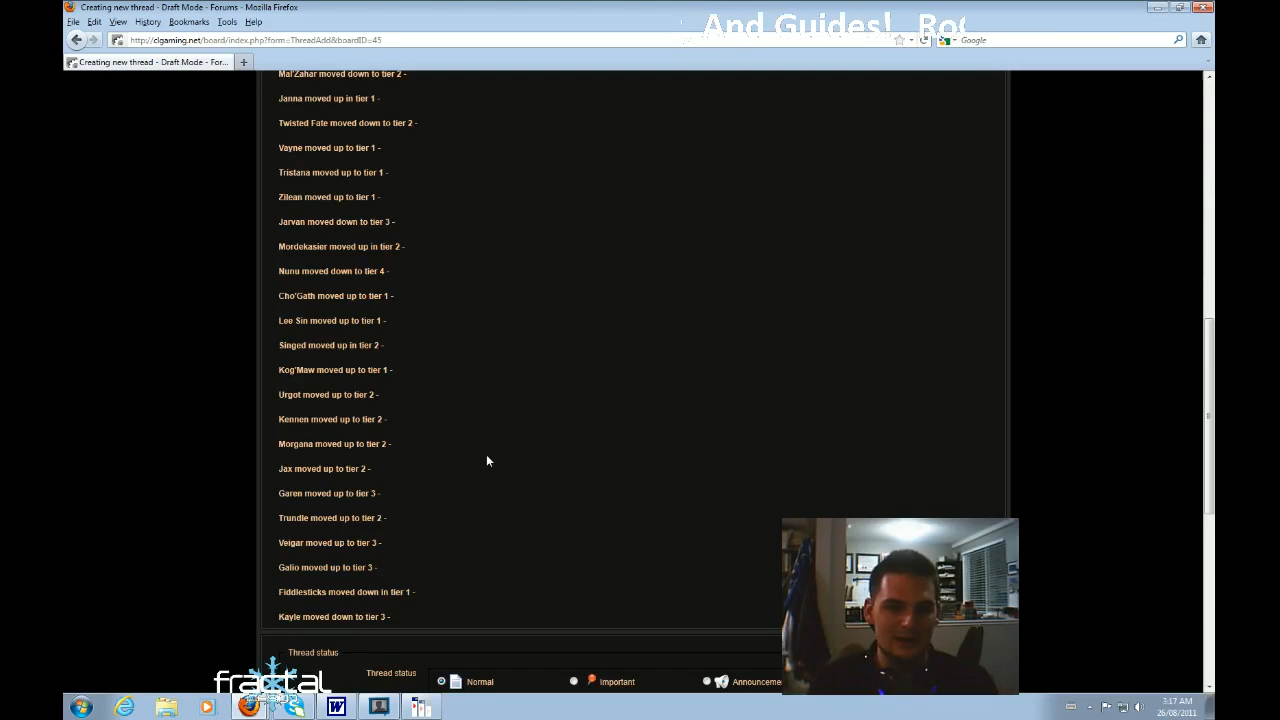 Creating new thread - Draft Mode - Forums - Mozilla Firefox
And Guides!
File Edit View History Bookmarks Tools Help
http://clgaming.net/board/index.php?form=ThreadAdd&boardID=45
Google
Creating new thread - Draft Mode - For...
Mal'Zahar moved down to tier 2 -
Janna moved up in tier 1 -
Twisted Fate moved down to tier 2 -
Vayne moved up to tier 1 -
Tristana moved up to tier 1 -
Zilean moved up to tier 1 -
Jarvan moved down to tier 3 -
Mordekasier moved up in tier 2 -
Nunu moved down to tier 4 -
Cho'Gath moved up to tier 1 -
Lee Sin moved up to tier 1 -
Singed moved up in tier 2 -
Kog'Maw moved up to tier 1 -
Urgot moved up to tier 2 -
Kennen moved up to tier 2 -
Morgana moved up to tier 2 -
Jax moved up to tier 2 -
Garen moved up to tier 3 -
Trundle moved up to tier 2 -
Veigar moved up to tier 3 -
Galio moved up to tier 3 -
Fiddlesticks moved down in tier 1 -
Kayle moved down to tier 3 -
Thread status
Thread status Normal Important Announcemen
fractal
3:17 AM
26/08/2011